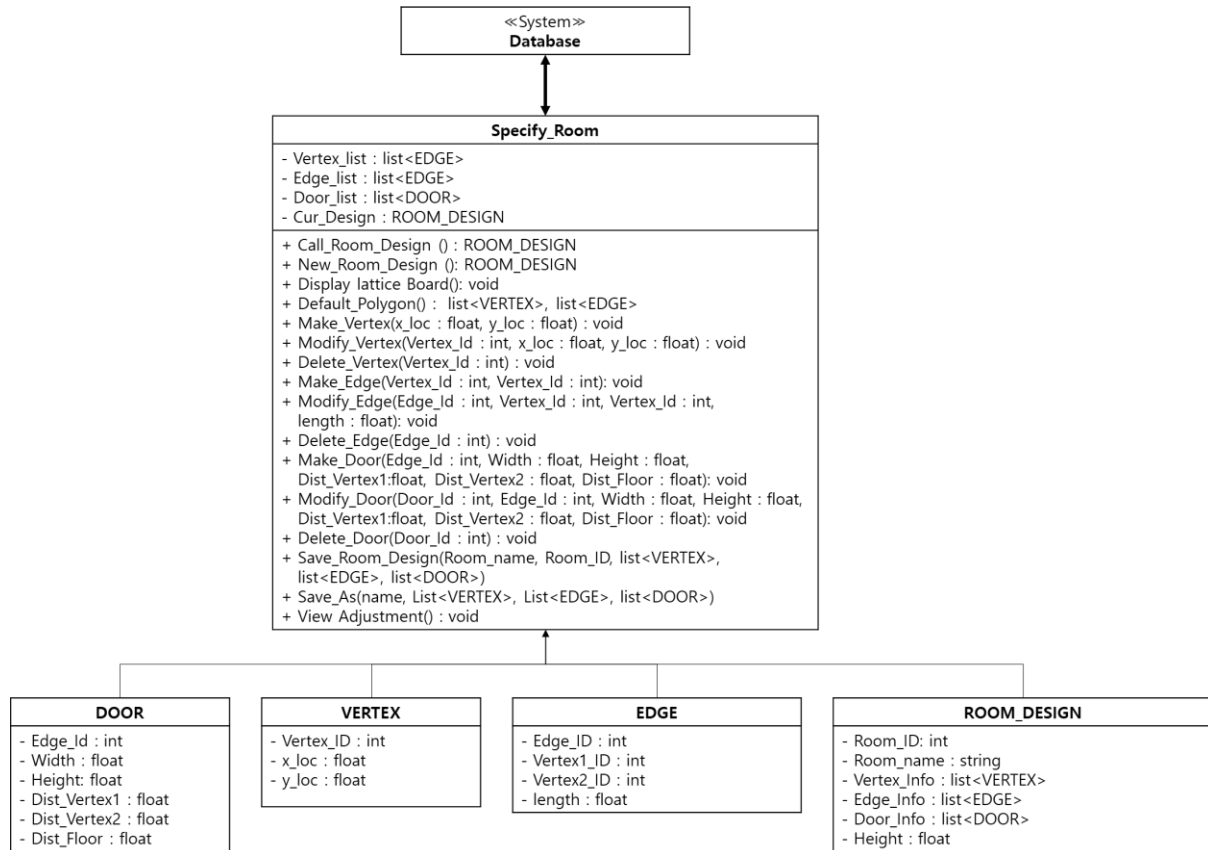 ≪System≫
Database
Specify_Room
- Vertex_list : list<EDGE>
- Edge_list : list<EDGE>
- Door_list : list<DOOR>
- Cur_Design : ROOM_DESIGN
+ Call_Room_Design () : ROOM_DESIGN
+ New_Room_Design (): ROOM_DESIGN
+ Display lattice Board(): void
+ Default_Polygon() : list<VERTEX>, list<EDGE>
+ Make_Vertex(x_loc : float, y_loc : float) : void
+ Modify_Vertex(Vertex_Id : int, x_loc : float, y_loc : float) : void
+ Delete_Vertex(Vertex_Id : int) : void
+ Make_Edge(Vertex_Id : int, Vertex_Id : int): void
+ Modify_Edge(Edge_Id : int, Vertex_Id : int, Vertex_Id : int,
length : float): void
+ Delete_Edge(Edge_Id : int) : void
+ Make_Door(Edge_Id : int, Width : float, Height : float,
Dist_Vertex1:float, Dist_Vertex2 : float, Dist_Floor : float): void
+ Modify_Door(Door_Id : int, Edge_Id : int, Width : float, Height : float,
Dist_Vertex1:float, Dist_Vertex2 : float, Dist_Floor : float): void
+ Delete_Door(Door_Id : int) : void
+ Save_Room_Design(Room_name, Room_ID, list<VERTEX>,
list<EDGE>, list<DOOR>)
+ Save_As(name, List<VERTEX>, List<EDGE>, list<DOOR>)
+ View Adjustment() : void
DOOR
- Edge_Id : int
- Width : float
- Height: float
- Dist_Vertex1 : float
- Dist_Vertex2 : float
- Dist_Floor : float
VERTEX
- Vertex_ID : int
- x_loc : float
- y_loc : float
EDGE
- Edge_ID : int
- Vertex1_ID : int
- Vertex2_ID : int
- length : float
ROOM_DESIGN
- Room_ID: int
- Room_name : string
- Vertex_Info : list<VERTEX>
- Edge_Info : list<EDGE>
- Door_Info : list<DOOR>
- Height : float